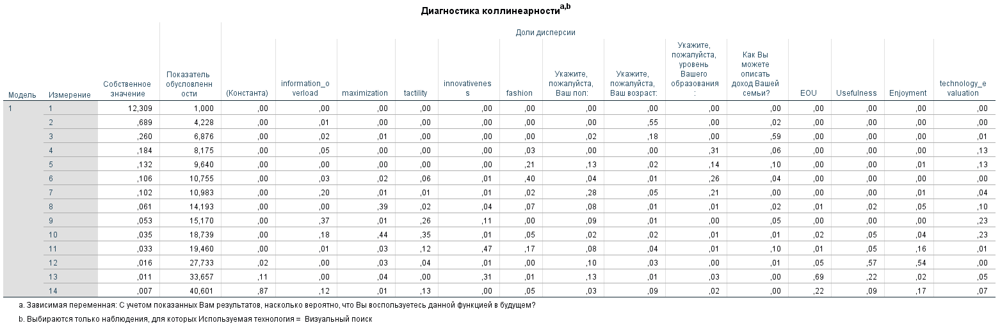 Диагностика коллинеарностиa,b
Доли дисперсии
Модель Измерение Собственное значение Показатель обусловленн ости (Константа) information_o verload maximization tactility innovativenes s fashion Укажите, пожалуйста, Ваш пол: Укажите, пожалуйста, Ваш возраст: Укажите, пожалуйста, уровень Вашего образования : Как Вы можете описать доход Вашей семьи? EOU Usefulness Enjoyment technology_e valuation
1 1 12,309 1,000 ,00 ,00 ,00 ,00 ,00 ,00 ,00 ,00 ,00 ,00 ,00 ,00 ,00 ,00
2 ,689 4,228 ,00 ,01 ,00 ,00 ,00 ,00 ,00 ,55 ,00 ,02 ,00 ,00 ,00 ,00
3 ,260 6,876 ,00 ,02 ,01 ,00 ,00 ,00 ,02 ,18 ,00 ,59 ,00 ,00 ,00 ,01
4 ,184 8,175 ,00 ,05 ,00 ,00 ,00 ,03 ,00 ,00 ,31 ,06 ,00 ,00 ,00 ,13
5 ,132 9,640 ,00 ,00 ,00 ,00 ,00 ,21 ,13 ,02 ,14 ,10 ,00 ,00 ,01 ,13
6 ,106 10,755 ,00 ,03 ,02 ,06 ,01 ,40 ,04 ,01 ,26 ,04 ,00 ,00 ,00 ,00
7 ,102 10,983 ,00 ,20 ,01 ,01 ,01 ,02 ,28 ,05 ,21 ,00 ,00 ,00 ,01 ,04
8 ,061 14,193 ,00 ,00 ,39 ,02 ,04 ,07 ,08 ,01 ,01 ,02 ,01 ,02 ,05 ,10
9 ,053 15,170 ,00 ,37 ,01 ,26 ,11 ,00 ,09 ,01 ,00 ,05 ,00 ,00 ,00 ,23
10 ,035 18,739 ,00 ,18 ,44 ,35 ,01 ,05 ,02 ,02 ,01 ,01 ,02 ,05 ,04 ,23
11 ,033 19,460 ,00 ,01 ,03 ,12 ,47 ,17 ,08 ,04 ,01 ,10 ,01 ,05 ,16 ,01
12 ,016 27,733 ,02 ,00 ,03 ,04 ,01 ,00 ,10 ,03 ,00 ,01 ,05 ,57 ,54 ,00
13 ,011 33,657 ,11 ,00 ,04 ,00 ,31 ,01 ,13 ,01 ,03 ,00 ,69 ,22 ,02 ,05
14 ,007 40,601 ,87 ,12 ,01 ,13 ,00 ,05 ,03 ,09 ,02 ,00 ,22 ,09 ,17 ,07
a. Зависимая переменная: С учетом показанных Вам результатов, насколько вероятно, что Вы воспользуетесь данной функцией в будущем?
b. Выбираются только наблюдения, для которых Используемая технология = Визуальный поиск